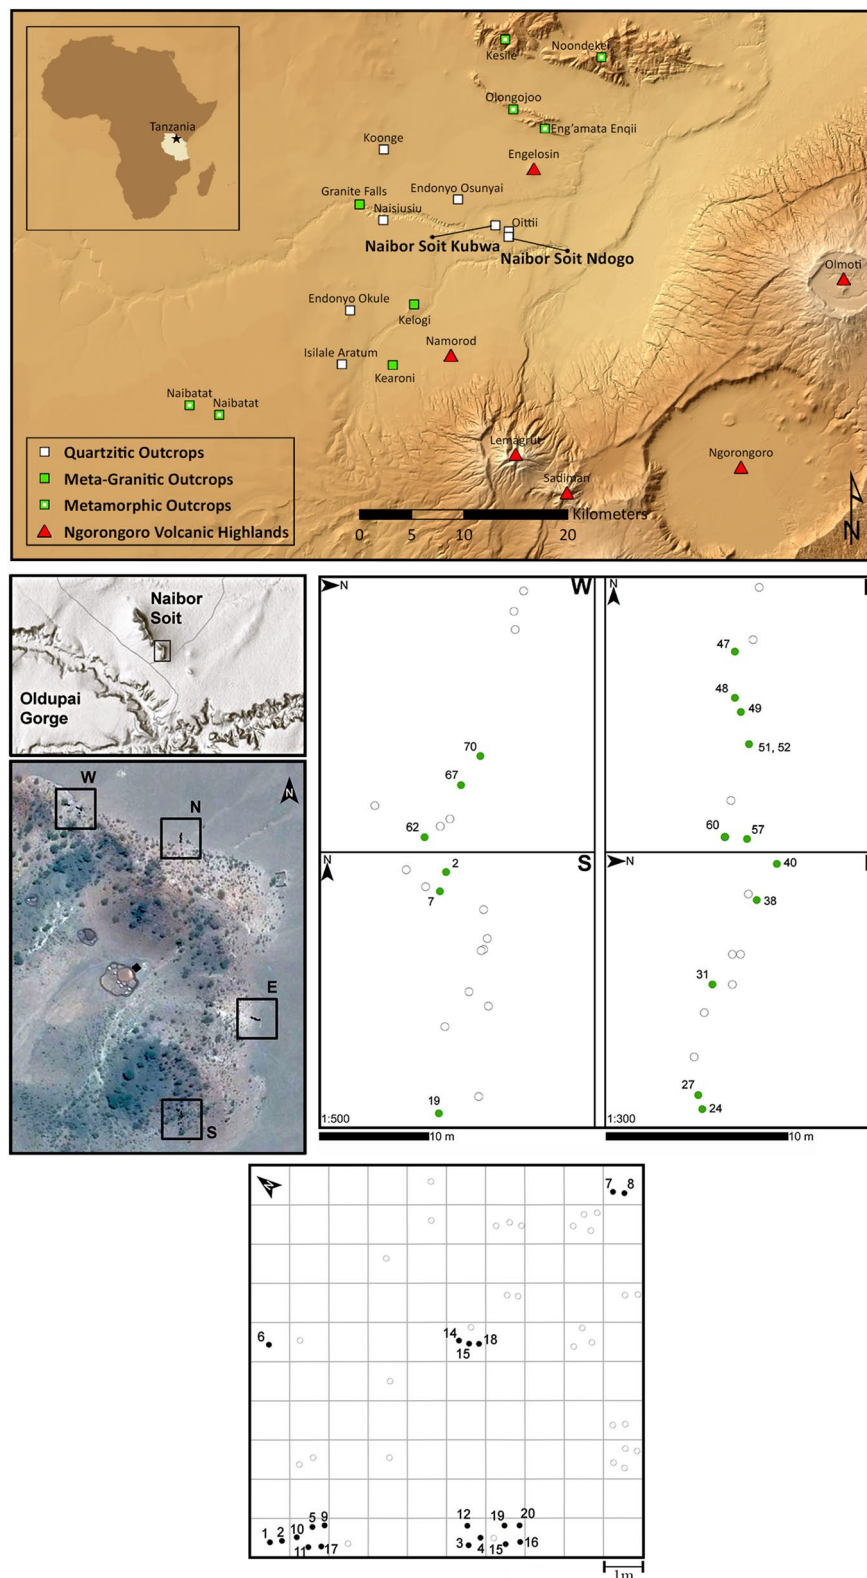 Tanzania
Kesile
Noondekei
Olongojoo
Eng'amata Enqii
Koonge
Engelosin
Granite Falls
Endonyo Osunyai
Naisiusiu
Oittii
Naibor Soit Kubwa
Naibor Soit Ndogo
Olmoti
Endonyo Okule
Kelogi
Isilale Aratum
Namorod
Kearoni
Naibatat
Naibatat
Lemagrut
Ngorongoro
Sadiman
Quartzitic Outcrops
Meta-Granitic Outcrops
Metamorphic Outcrops
Ngorongoro Volcanic Highlands
Kilometers
0 5 10 20
N
Naibor
Soit
Oldupai
Gorge
W
N
N
E
S
N
W
70
67
62
N
S
2
7
19
1:500
10 m
N
47
48
49
51, 52
60
57
N
40
38
31
27
24
1:300
10 m
N
7 8
6
14
18
15
5 9
10
1 2
11 17
12 19 20
3 4 15 16
1m